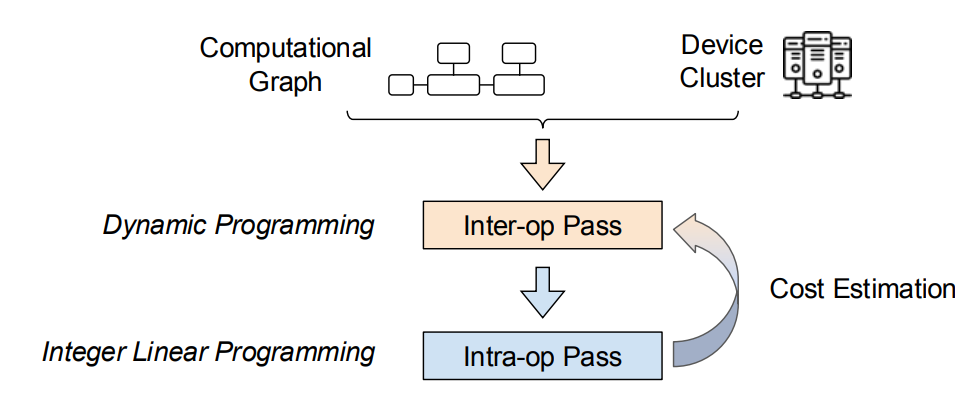 Computational
Graph
Device
Cluster
Dynamic Programming
Inter-op Pass
Cost Estimation
Integer Linear Programming
Intra-op Pass